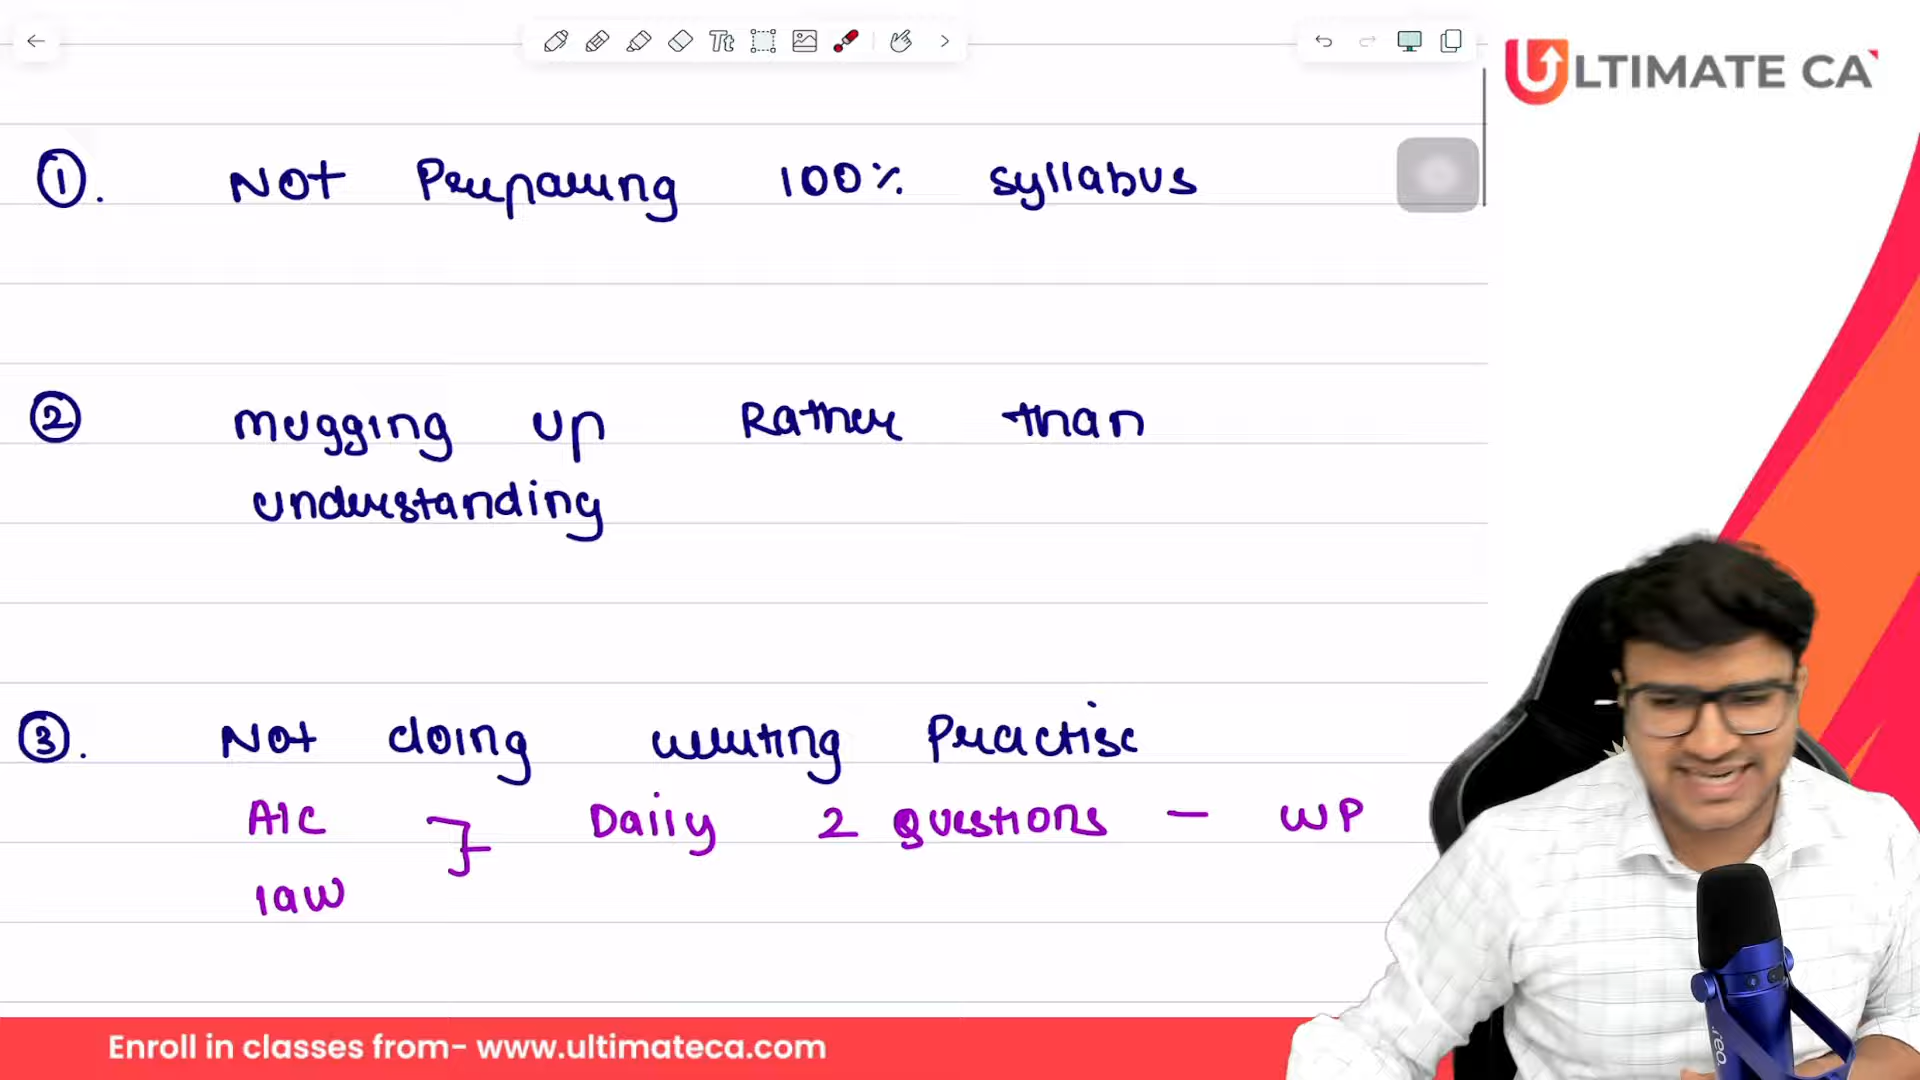 ULTIMATE CA
①. Not Preparing 100% syllabus
② mugging up Rather than
understanding
③. Not doing writing Practise
A/c
law
} Daily 2 questions — WP
Enroll in classes from- www.ultimateca.com